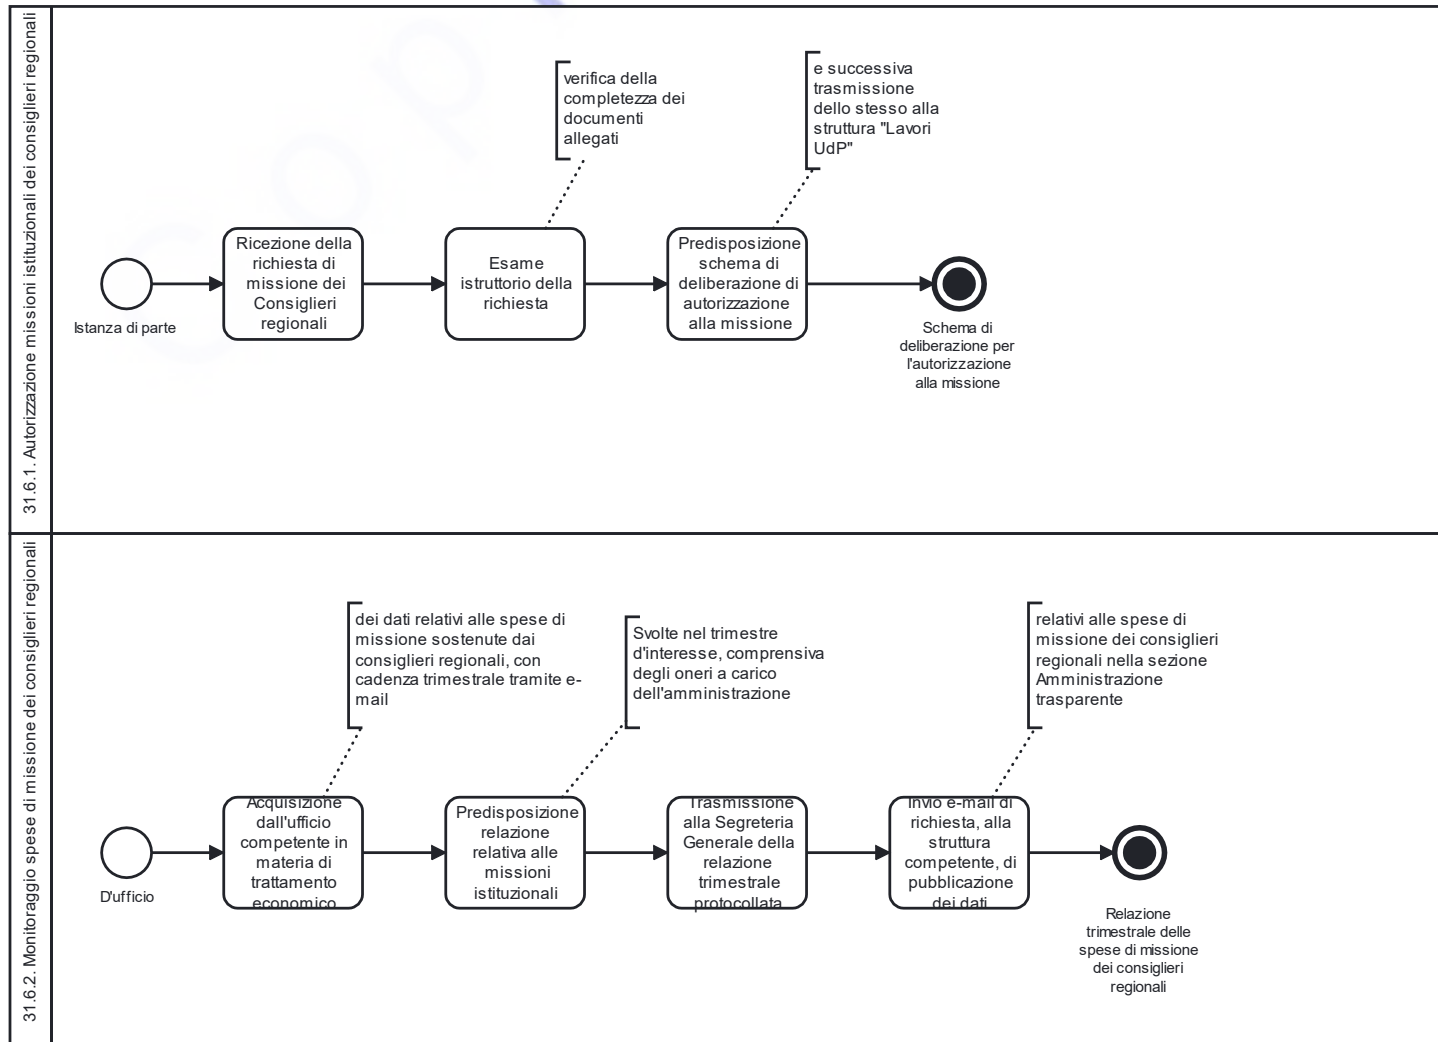 31.6.1. Autorizzazione missioni istituzionali dei consiglieri regionali
verifica della
completezza dei
documenti
allegati
e successiva
trasmissione
dello stesso alla
struttura "Lavori
UdP"
Istanza di parte
Ricezione della
richiesta di
missione dei
Consiglieri
regionali
Esame
istruttorio della
richiesta
Predisposizione
schema di
deliberazione di
autorizzazione
alla missione
Schema di
deliberazione per
l'autorizzazione
alla missione
31.6.2. Monitoraggio spese di missione dei consiglieri regionali
dei dati relativi alle spese di
missione sostenute dai
consiglieri regionali, con
cadenza trimestrale tramite e-
mail
Svolte nel trimestre
d'interesse, comprensiva
degli oneri a carico
dell'amministrazione
relativi alle spese di
missione dei consiglieri
regionali nella sezione
Amministrazione
trasparente
D'ufficio
Acquisizione
dall'ufficio
competente in
materia di
trattamento
economico
Predisposizione
relazione
relativa alle
missioni
istituzionali
Trasmissione
alla Segreteria
Generale della
relazione
trimestrale
protocollata
Invio e-mail di
richiesta, alla
struttura
competente, di
pubblicazione
dei dati
Relazione
trimestrale delle
spese di missione
dei consiglieri
regionali